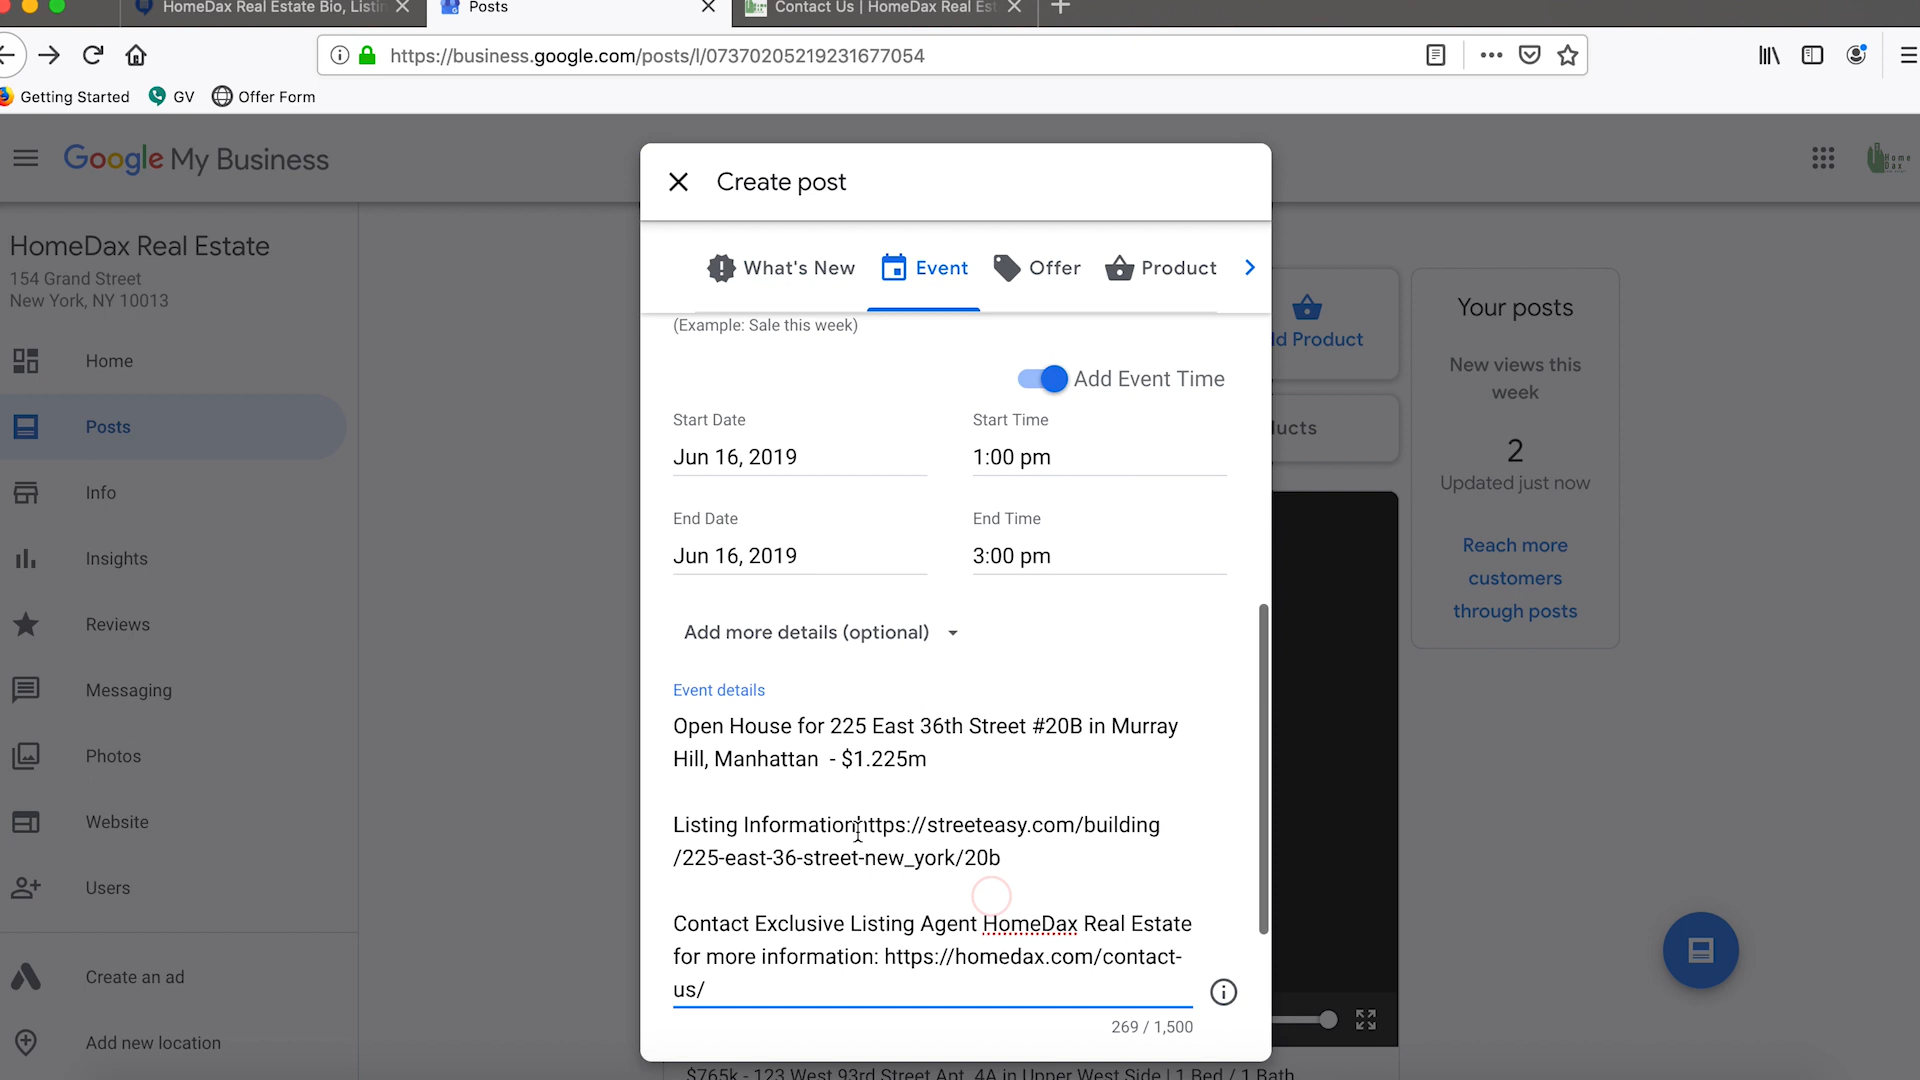 HomeDax Real Estate Bio, Listin
Posts
Contact Us | HomeDax Real Est
https://business.google.com/posts/l/07370205219231677054
Getting Started
GV
Offer Form
Google My Business
Home
Dax
HomeDax Real Estate
154 Grand Street
New York, NY 10013
Home
Posts
Info
Insights
Reviews
Messaging
Photos
Website
Users
Create an ad
Add new location
Create post
What's New
Event
Offer
Product
(Example: Sale this week)
Add Event Time
Start Date
Start Time
Jun 16, 2019
1:00 pm
End Date
End Time
Jun 16, 2019
3:00 pm
Add more details (optional)
Event details
Open House for 225 East 36th Street #20B in Murray
Hill, Manhattan  - $1.225m
Listing Informationhttps://streeteasy.com/building
/225-east-36-street-new_york/20b
Contact Exclusive Listing Agent HomeDax Real Estate
for more information: https://homedax.com/contact-
us/
269 / 1,500
d Product
ucts
Your posts
New views this
week
2
Updated just now
Reach more
customers
through posts
$765k - 123 West 93rd Street Apt. 4A in Upper West Side | 1 Bed / 1 Bath